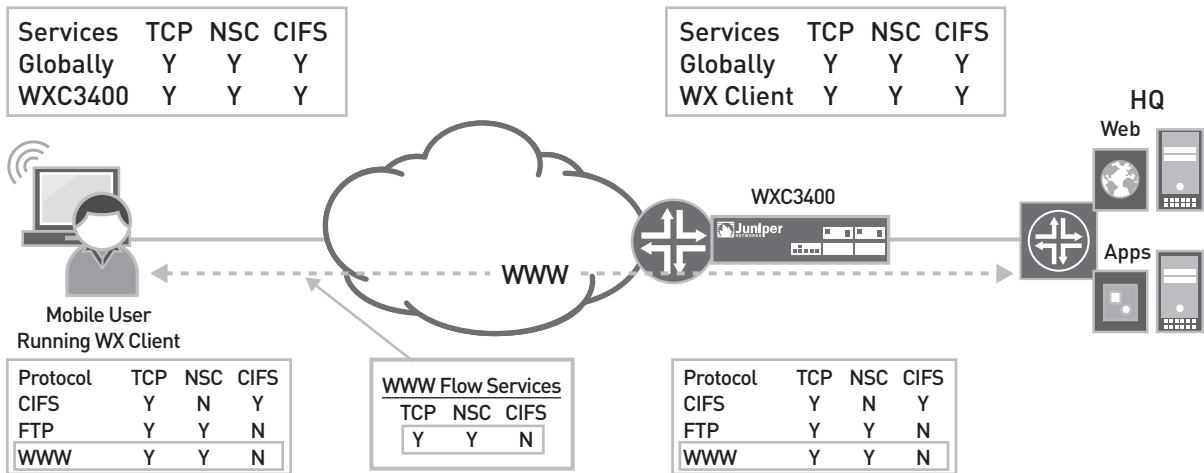 Services TCP NSC CIFS
Globally Y Y Y
WXC3400 Y Y Y
Services TCP NSC CIFS
Globally Y Y Y
WX Client Y Y Y
HQ
Web
WXC3400
Juniper
NETWORKS
Apps
WWW
Mobile User
Running WX Client
Protocol TCP NSC CIFS
CIFS Y N Y
FTP Y Y N
WWW Y Y N
WWW Flow Services
TCP NSC CIFS
Y Y N
Protocol TCP NSC CIFS
CIFS Y N Y
FTP Y Y N
WWW Y Y N